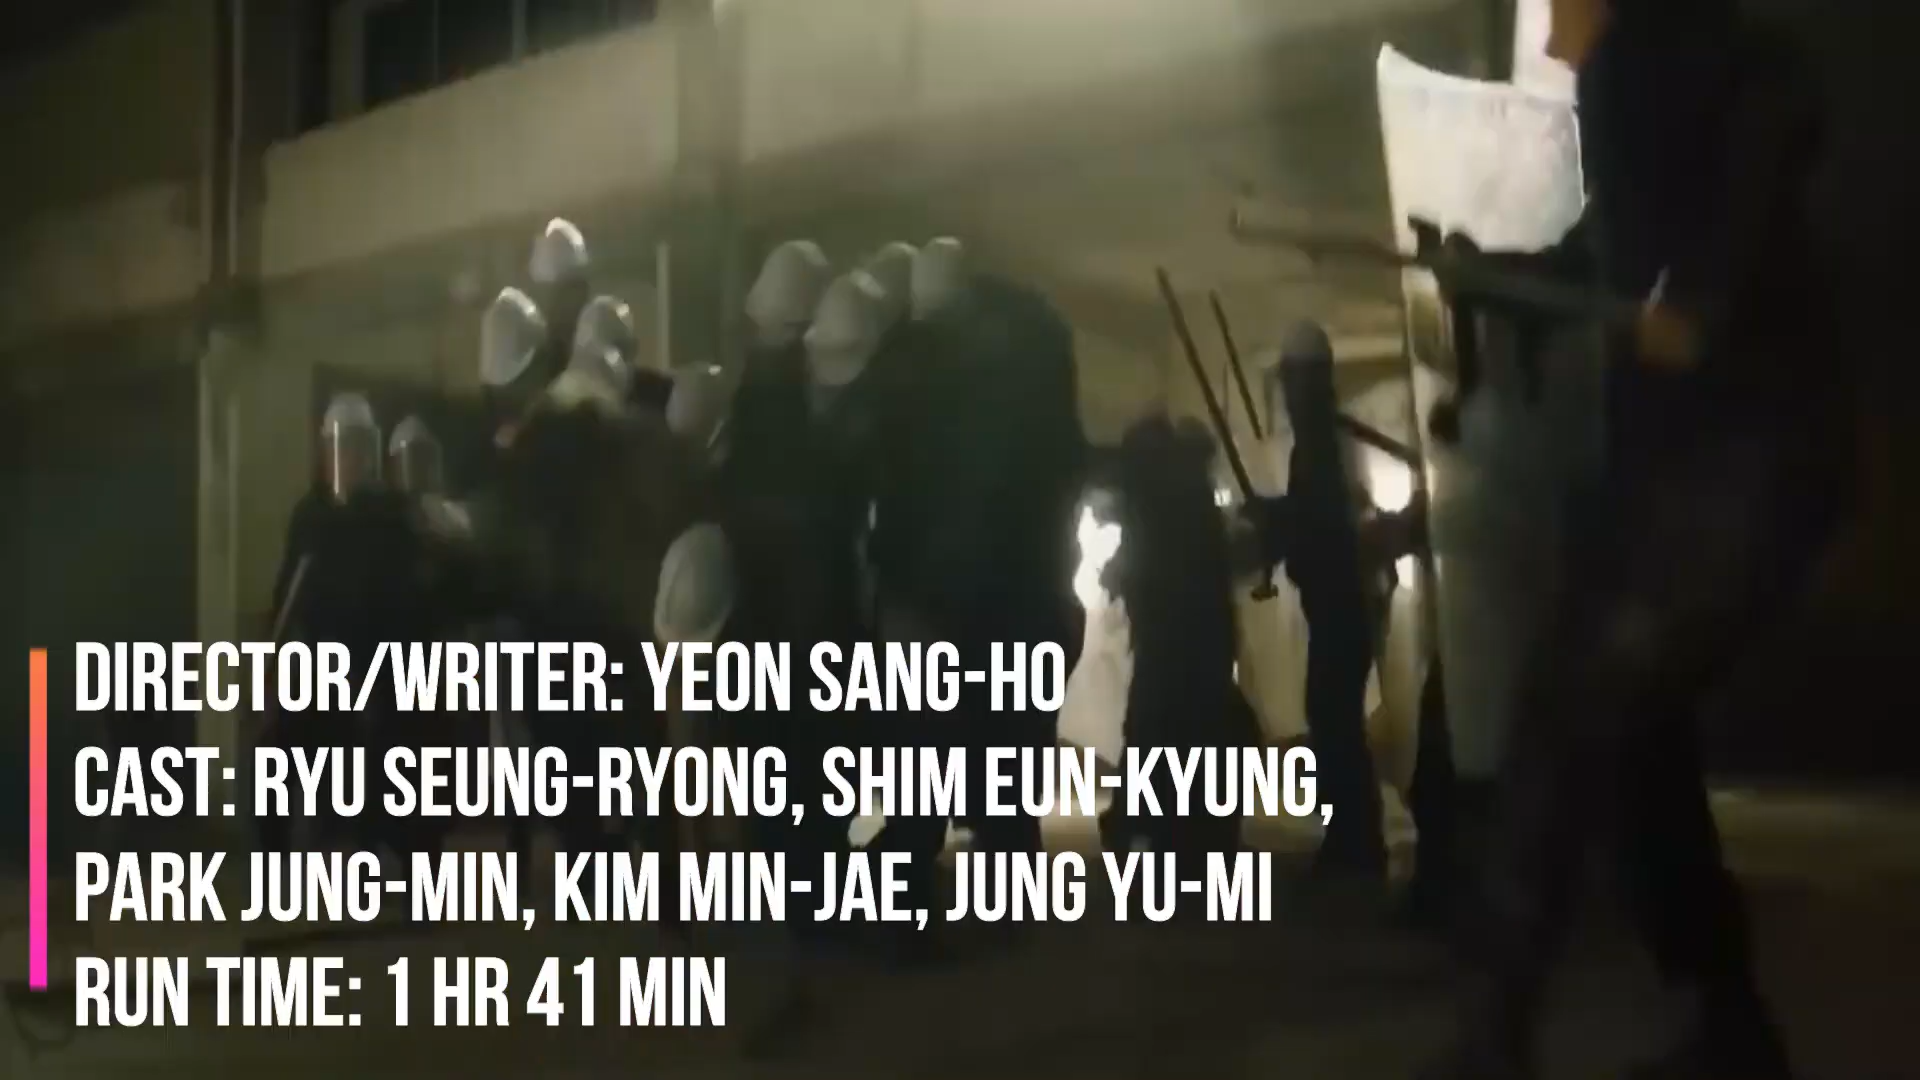 DIRECTOR/WRITER: YEON SANG-HO
CAST: RYU SEUNG-RYONG, SHIM EUN-KYUNG,
PARK JUNG-MIN, KIM MIN-JAE, JUNG YU-MI
RUN TIME: 1 HR 41 MIN